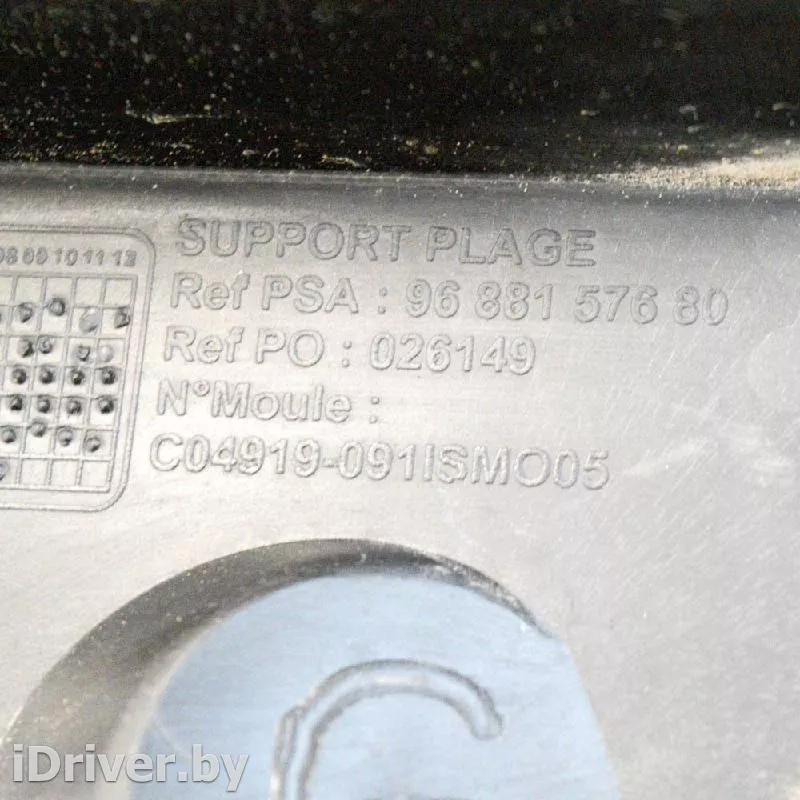 SUPPORT PLAGE
08 09 10 11 12
Ref PSA : 96 881 576 80
Ref PO : 026149
N°Moule :
C04919-091ISMO05
iDriver.by